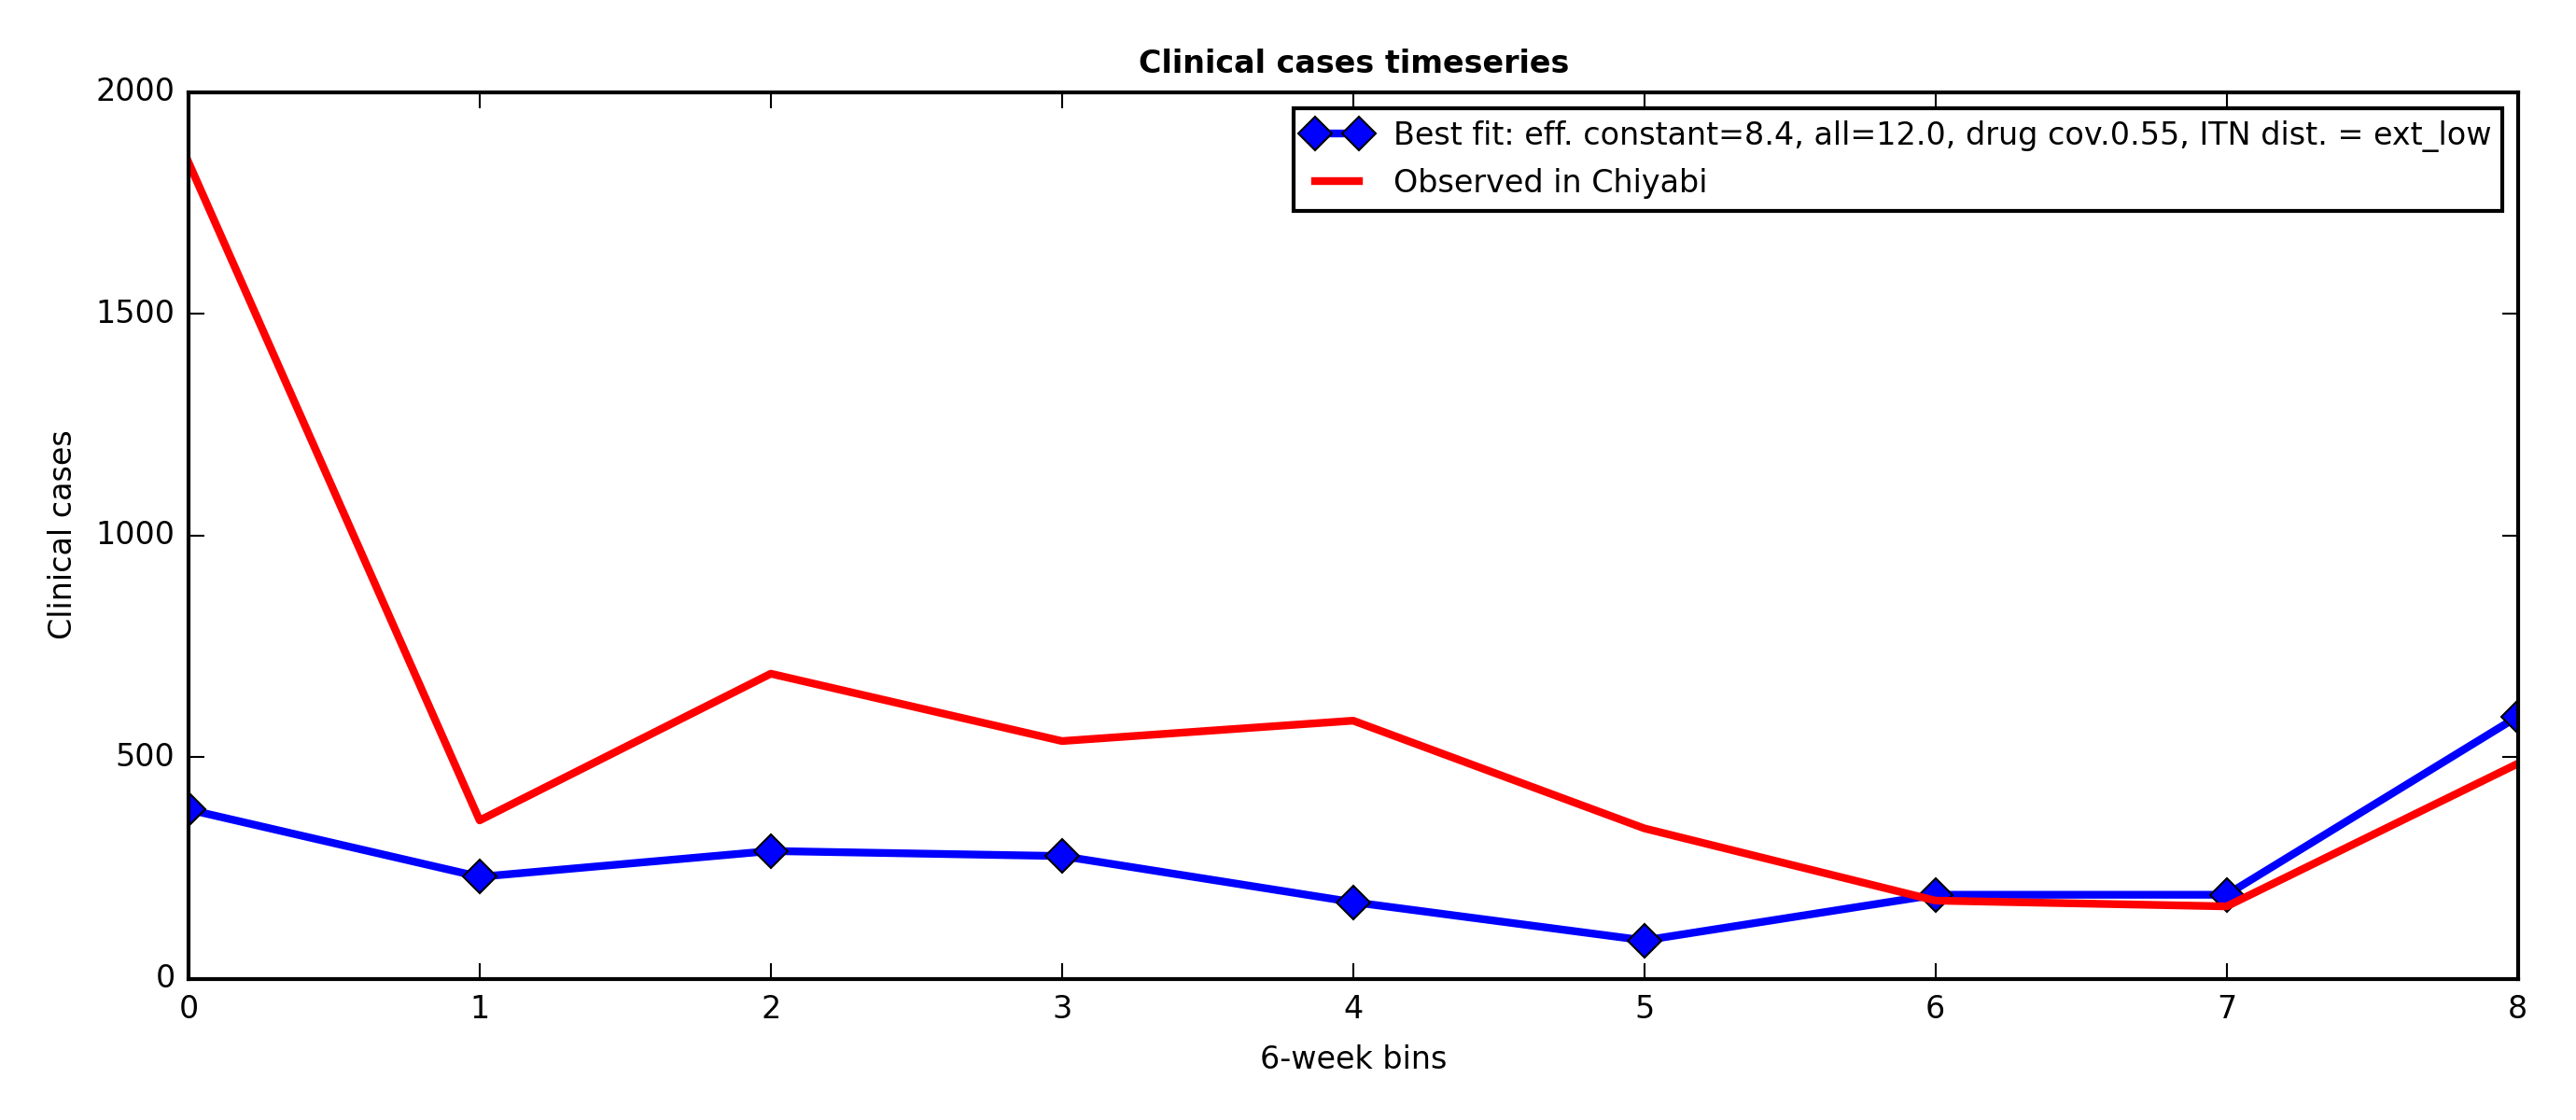 Clinical cases timeseries
2000
1500
1000
500
0
Clinical cases
Best fit: eff. constant=8.4, all=12.0, drug cov.0.55, ITN dist. = ext_low
Observed in Chiyabi
0 1 2 3 4 5 6 7 8
6-week bins